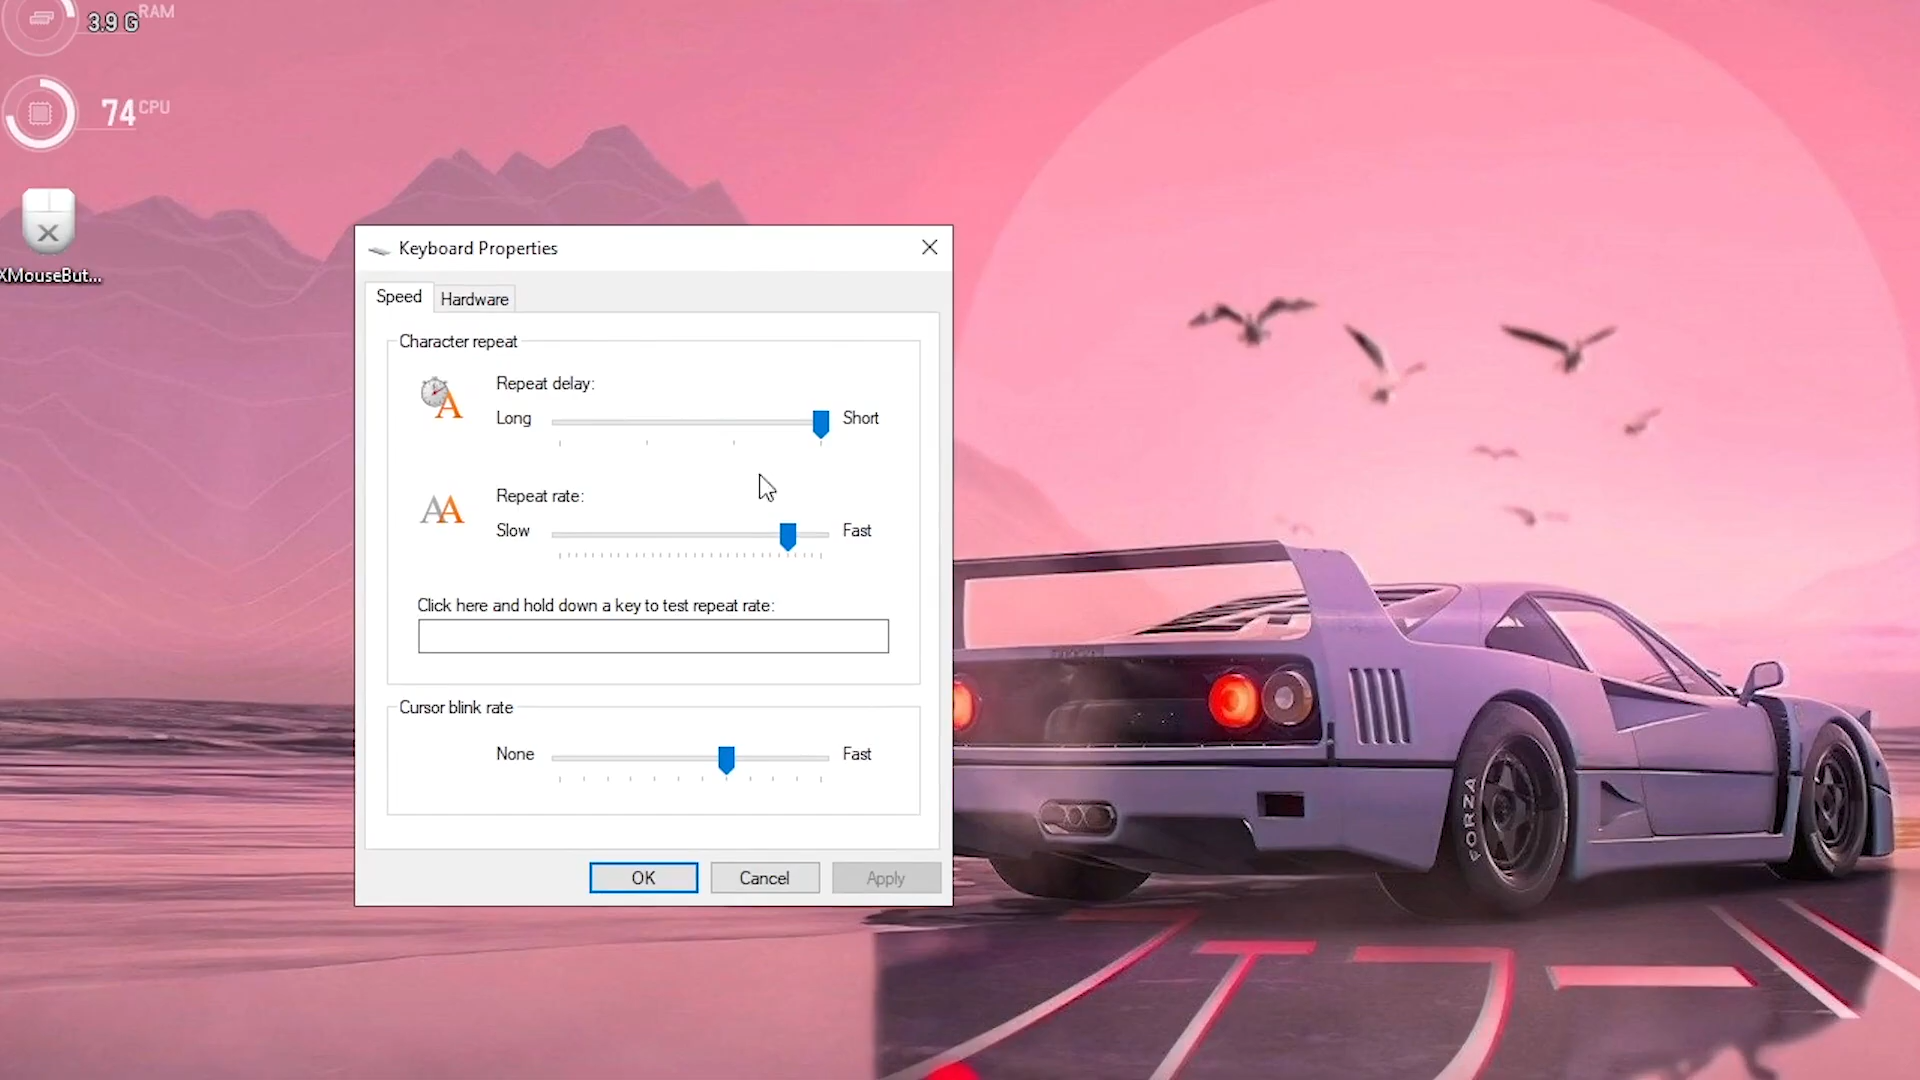 RAM
3.9 G
74 CPU
XMouseBut...
Keyboard Properties
Speed
Hardware
Character repeat
Repeat delay:
Long
Short
Repeat rate:
Slow
Fast
Click here and hold down a key to test repeat rate:
Cursor blink rate
None
Fast
OK
Cancel
Apply
FORZA